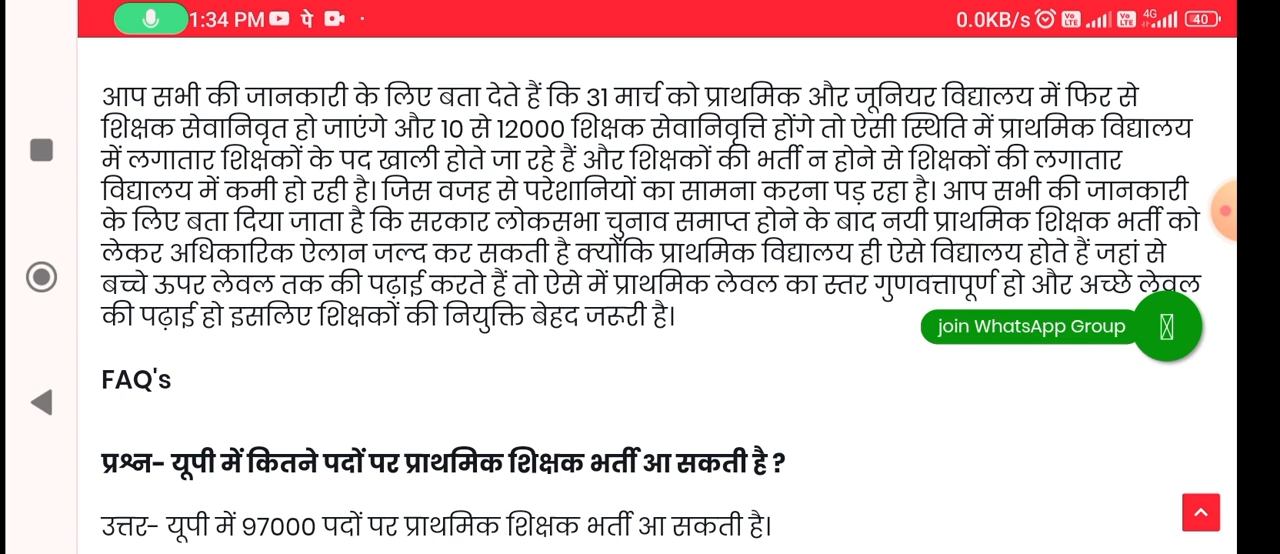 1:34 PM पे
0.0KB/s Vo LTE Vo LTE 4G 40
आप सभी की जानकारी के लिए बता देते हैं कि 31 मार्च को प्राथमिक और जूनियर विद्यालय में फिर से
शिक्षक सेवानिवृत हो जाएंगे और 10 से 12000 शिक्षक सेवानिवृत्ति होंगे तो ऐसी स्थिति में प्राथमिक विद्यालय
में लगातार शिक्षकों के पद खाली होते जा रहे हैं और शिक्षकों की भर्ती न होने से शिक्षकों की लगातार
विद्यालय में कमी हो रही है। जिस वजह से परेशानियों का सामना करना पड़ रहा है। आप सभी की जानकारी
के लिए बता दिया जाता है कि सरकार लोकसभा चुनाव समाप्त होने के बाद नयी प्राथमिक शिक्षक भर्ती को
लेकर अधिकारिक ऐलान जल्द कर सकती है क्योंकि प्राथमिक विद्यालय ही ऐसे विद्यालय होते हैं जहां से
बच्चे ऊपर लेवल तक की पढ़ाई करते हैं तो ऐसे में प्राथमिक लेवल का स्तर गुणवत्तापूर्ण हो और अच्छे लेवल
की पढ़ाई हो इसलिए शिक्षकों की नियुक्ति बेहद जरूरी है।
join WhatsApp Group
FAQ's
प्रश्न- यूपी में कितने पदों पर प्राथमिक शिक्षक भर्ती आ सकती है ?
उत्तर- यूपी में 97000 पदों पर प्राथमिक शिक्षक भर्ती आ सकती है।